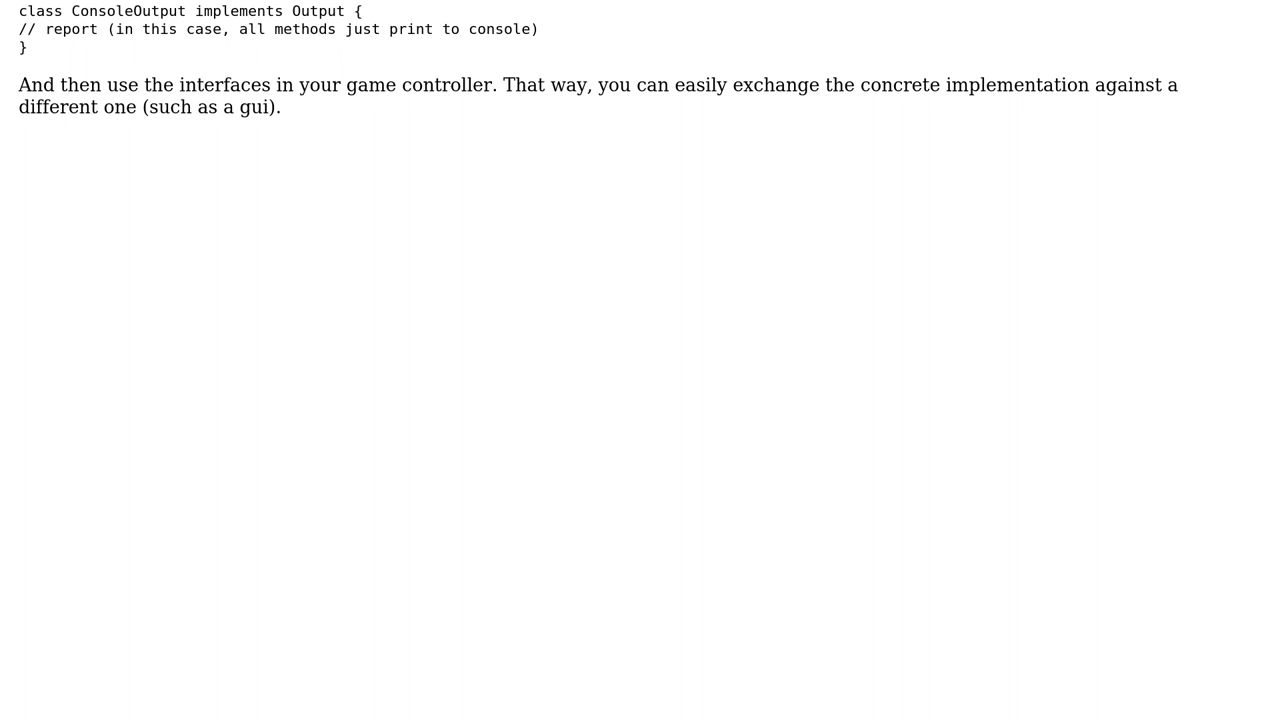 class ConsoleOutput implements Output {
// report (in this case, all methods just print to console)
}
And then use the interfaces in your game controller. That way, you can easily exchange the concrete implementation against a
different one (such as a gui).